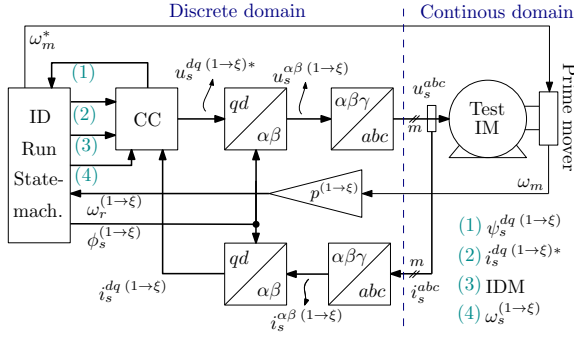 Discrete domain
Continous domain
ω_m^*
(1)
u_s^{dq (1→ξ)*}
u_s^{αβ (1→ξ)}
u_s^{abc}
ID
Run
State-
mach.
(2)
(3)
(4)
CC
qd
αβ
αβγ
abc
m
Test
IM
Prime mover
ω_r^{(1→ξ)}
p^{(1→ξ)}
ω_m
ϕ_s^{(1→ξ)}
i_s^{dq (1→ξ)}
qd
αβ
i_s^{αβ (1→ξ)}
αβγ
abc
m
i_s^{abc}
(1) ψ_s^{dq (1→ξ)}
(2) i_s^{dq (1→ξ)*}
(3) IDM
(4) ω_s^{(1→ξ)}